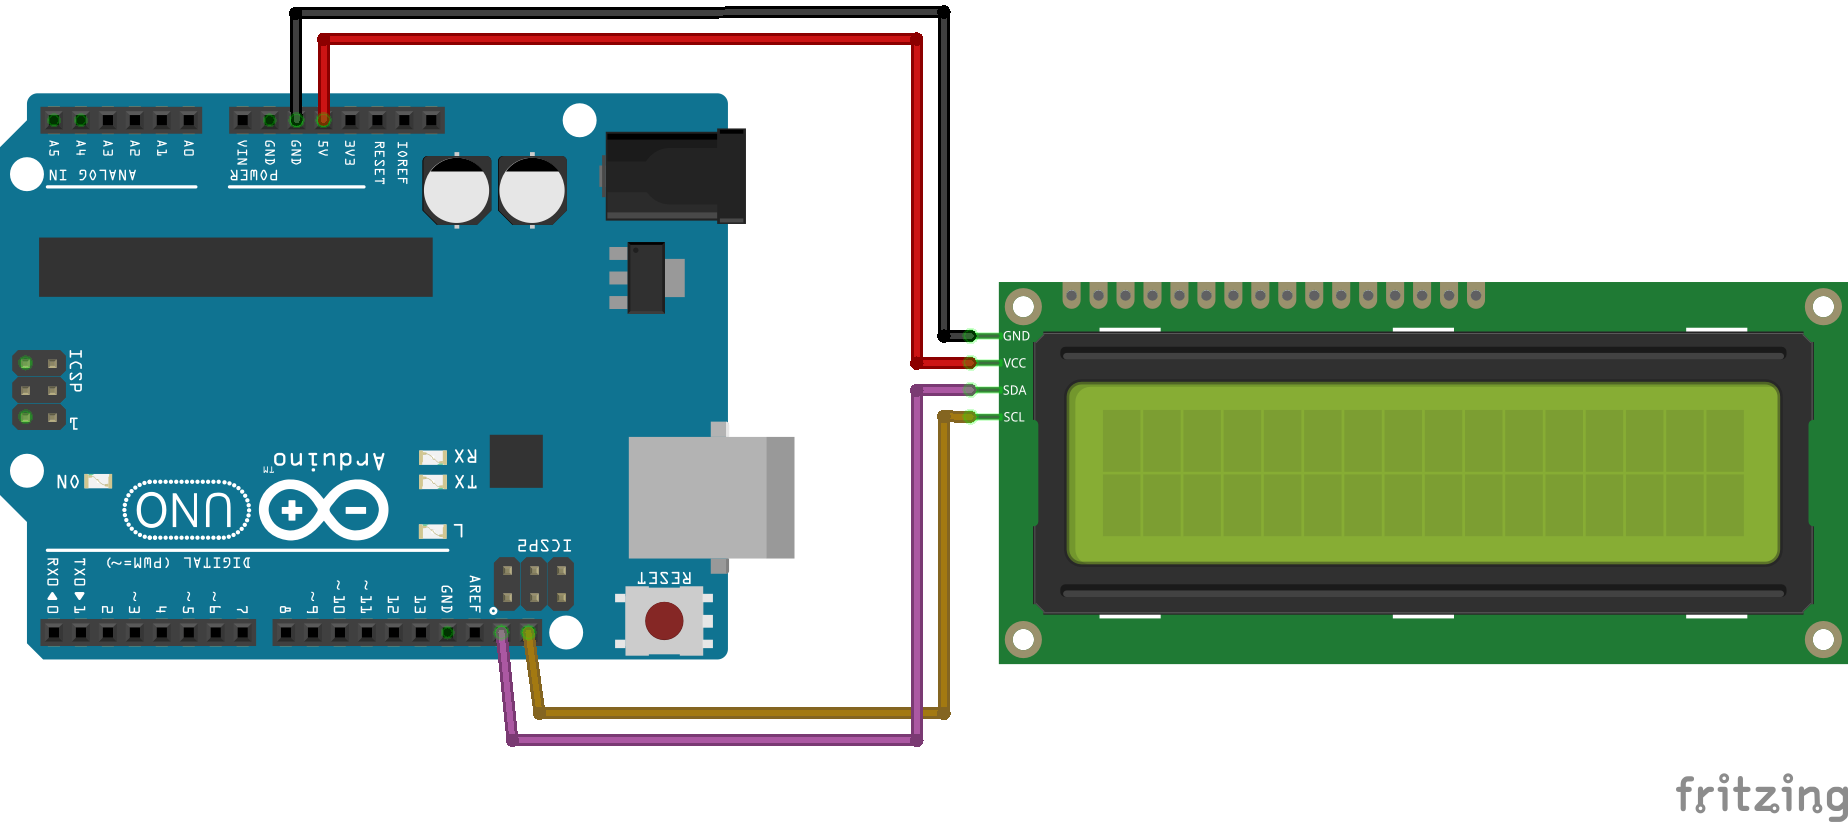 A5 A4 A3 A2 A1 A0
VIN GND GND 5V 3V3 RESET IOREF
ANALOG IN
POWER
GND
VCC
SDA
SCL
ICSP
1
Arduino™
RX
TX
ON
UNO
L
ICSP2
DIGITAL (PWM=~)
RESET
RX0◀0 TX0▶1 2 ~3 4 ~5 ~6 7 8 ~9 ~10 ~11 12 13 GND AREF
fritzing